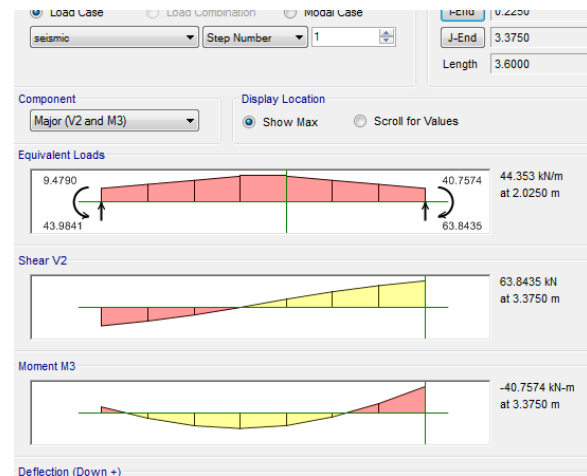 Load Case
Load Combination
Modal Case
I-End
0.2250
seismic
Step Number
1
J-End
3.3750
Length
3.6000
Component
Display Location
Major (V2 and M3)
Show Max
Scroll for Values
Equivalent Loads
9.4790
40.7574
44.353 kN/m
at 2.0250 m
43.9841
63.8435
Shear V2
63.8435 kN
at 3.3750 m
Moment M3
-40.7574 kN-m
at 3.3750 m
Deflection (Down +)